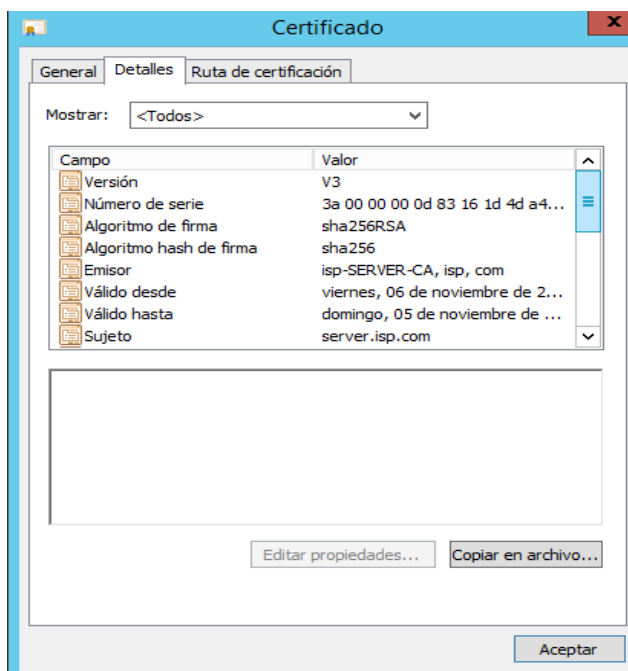 Certificado
x
General Detalles Ruta de certificación
Mostrar: <Todos>
Campo Valor
Versión V3
Número de serie 3a 00 00 00 0d 83 16 1d 4d a4...
Algoritmo de firma sha256RSA
Algoritmo hash de firma sha256
Emisor isp-SERVER-CA, isp, com
Válido desde viernes, 06 de noviembre de 2...
Válido hasta domingo, 05 de noviembre de ...
Sujeto server.isp.com
Editar propiedades... Copiar en archivo...
Aceptar